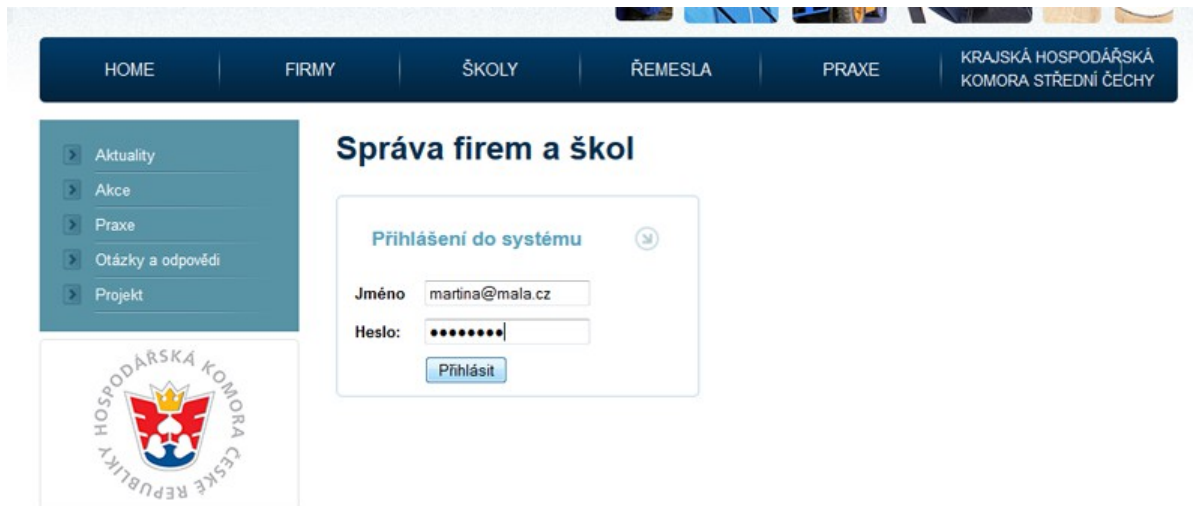 HOME
FIRMY
ŠKOLY
ŘEMESLA
PRAXE
KRAJSKÁ HOSPODÁŘSKÁ
KOMORA STŘEDNÍ ČECHY
Aktuality
Akce
Praxe
Otázky a odpovědi
Projekt
Správa firem a škol
Přihlášení do systému
Jméno martina@mala.cz
Heslo: ●●●●●●●●
Přihlásit
HOSPODÁŘSKÁ KOMORA ČESKÉ REPUBLIKY